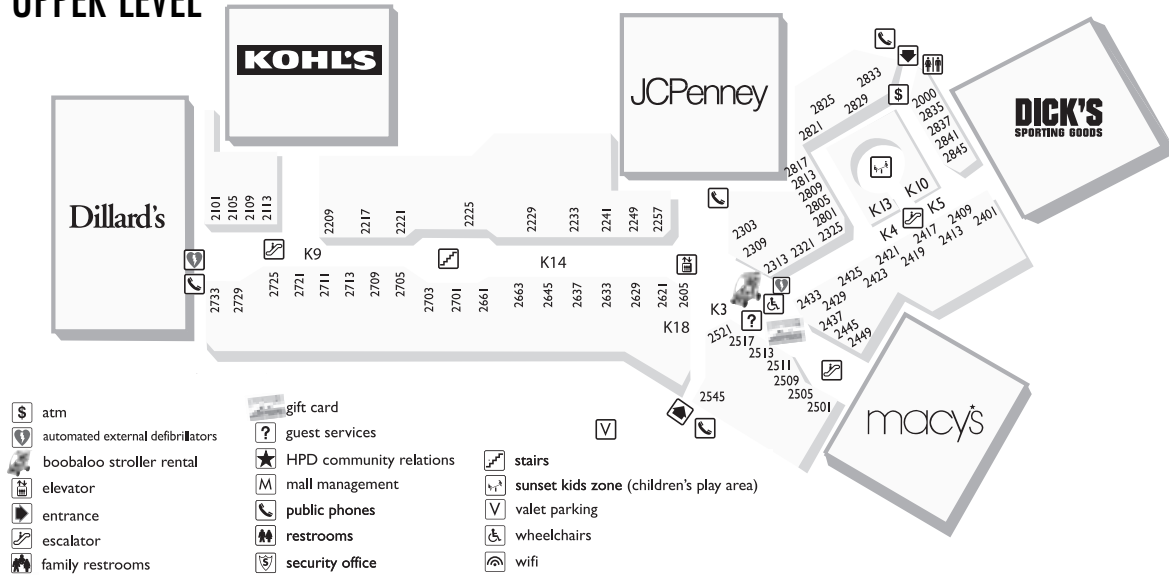 UPPER LEVEL
KOHL'S
JCPenney
DICK'S
SPORTING GOODS
Dillard's
macy's
2101
2105
2109
2113
2209
2217
2221
2225
2229
2233
2241
2249
2257
K9
K14
2733
2729
2725
2721
2711
2713
2709
2705
2703
2701
2661
2663
2645
2637
2633
2629
2621
2605
K18
K3
2303
2309
2313
2321
2325
2801
2805
2809
2813
2817
2821
2825
2829
2833
$
2000
2835
2837
2841
2845
K13
K10
K4
K5
2401
2409
2413
2417
2419
2421
2423
2425
2429
2433
2437
2445
2449
?
2521
2517
2513
2511
2509
2505
2501
2545
V
$ atm
automated external defibrillators
boobaloo stroller rental
elevator
entrance
escalator
family restrooms
gift card
? guest services
HPD community relations
M mall management
public phones
restrooms
$ security office
stairs
sunset kids zone (children's play area)
V valet parking
wheelchairs
wifi